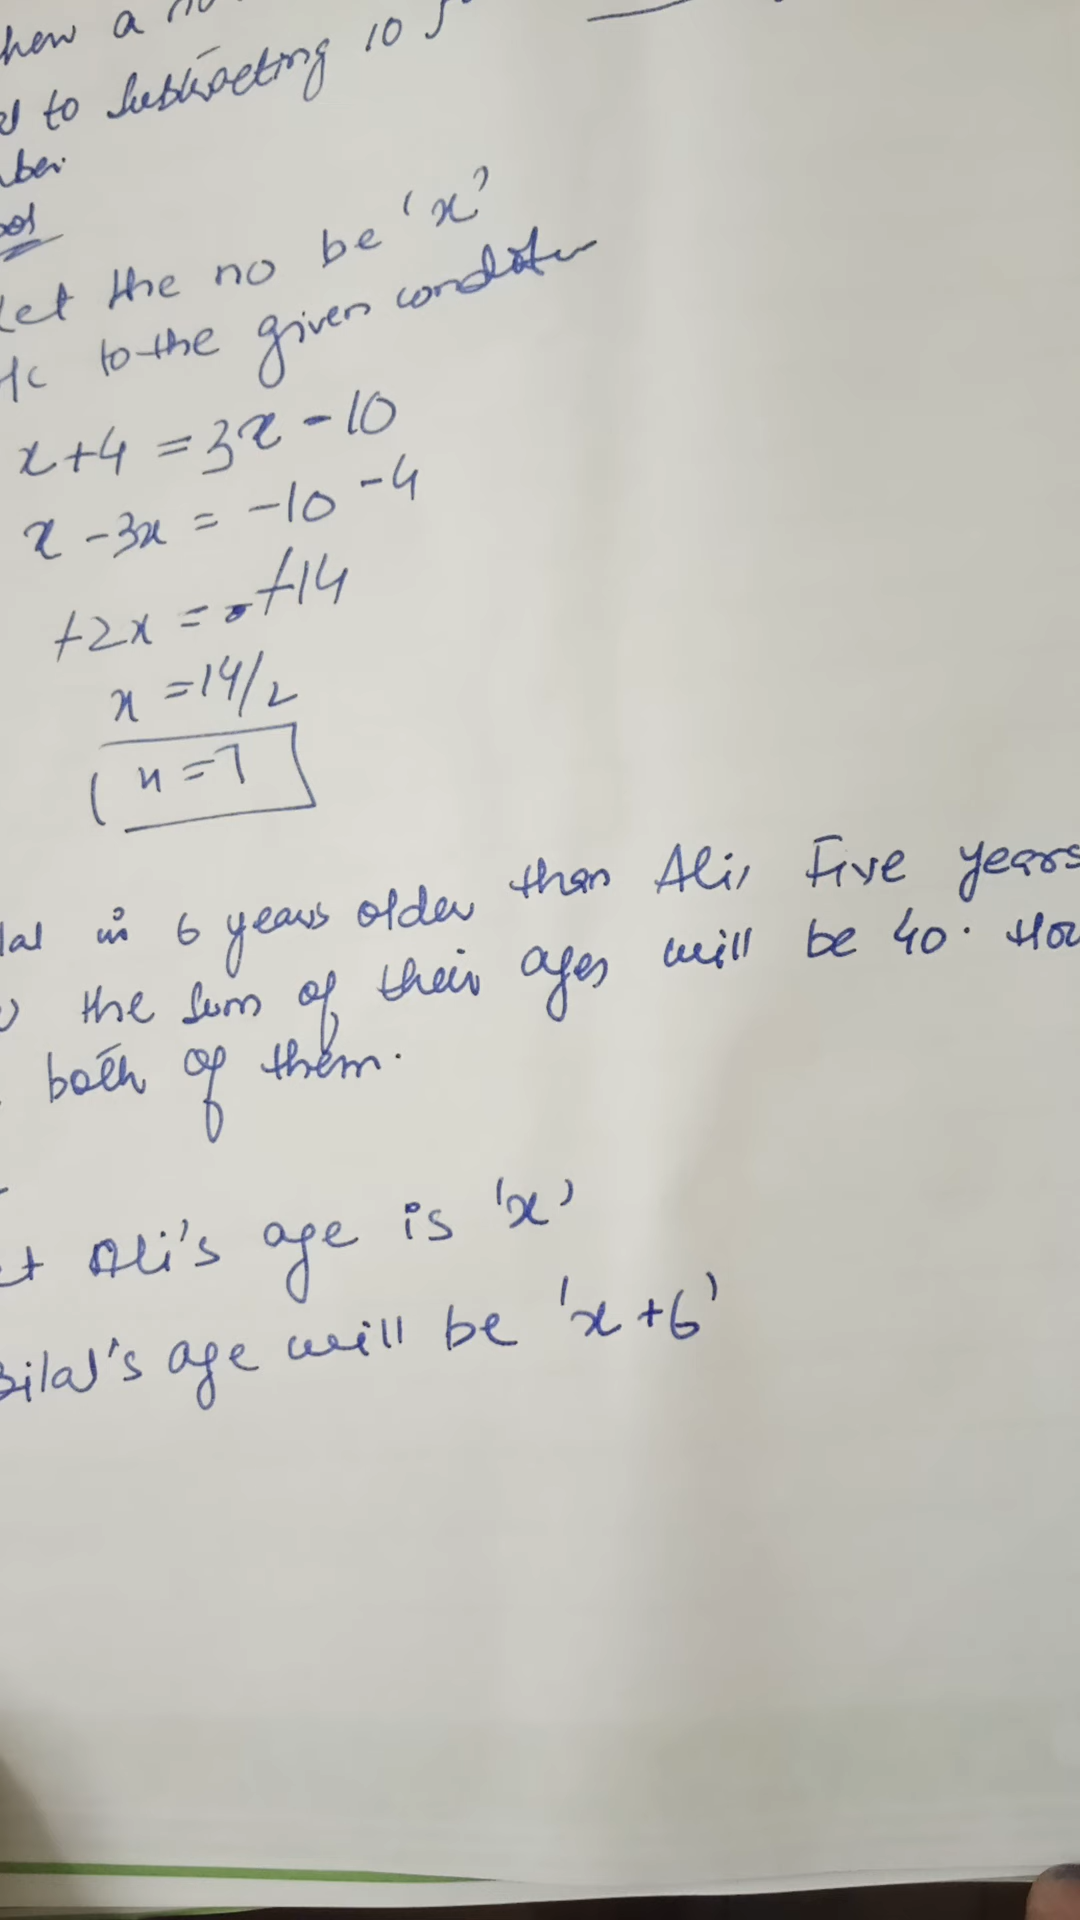 a
to subtracting 10
the no be 'x'
to the given condition
x+4 = 3x - 10
x - 3x = -10 - 4
+2x = +14
x = 14/2
x = 7
is 6 years older than Ali, Five years
the sum of their ages will be 40.
both of them.
Ali's age is 'x'
Bilal's age will be 'x+6'